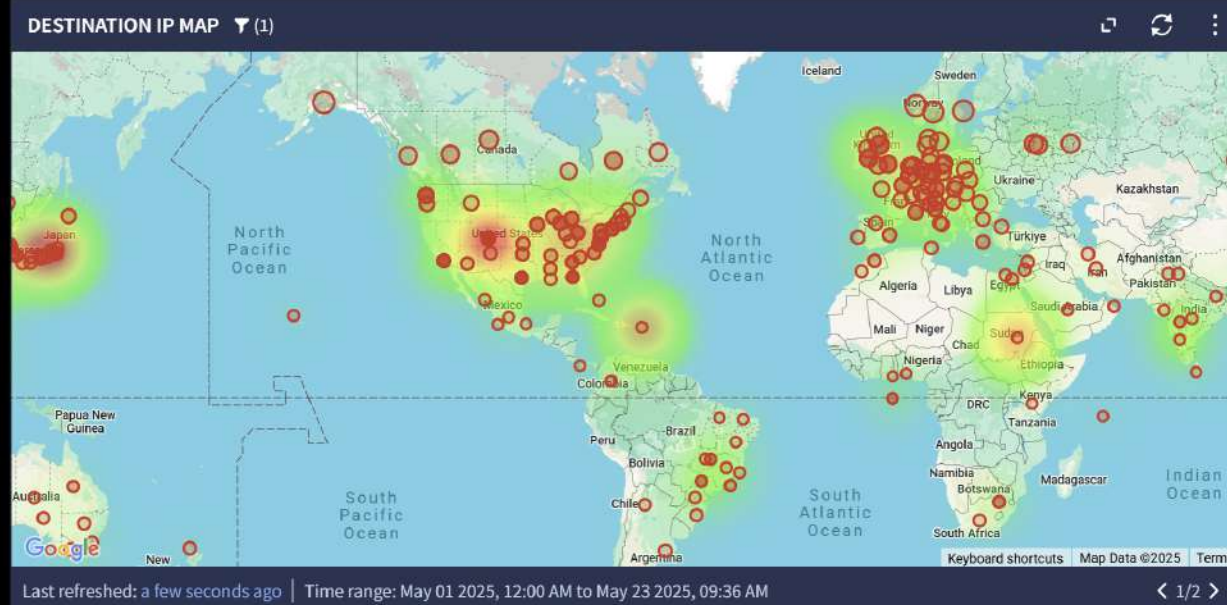 DESTINATION IP MAP (1)
Iceland
Sweden
Norway
Canada
United
Kingdom
Poland
Ukraine
Kazakhstan
France
Spain
Türkiye
Japan
North
Pacific
Ocean
United States
North
Atlantic
Ocean
Iraq
Iran
Afghanistan
Pakistan
Algeria
Libya
Egypt
Saudi Arabia
India
Mexico
Mali
Niger
Chad
Sudan
Nigeria
Ethiopia
Venezuela
Colombia
DRC
Kenya
Tanzania
Papua New
Guinea
Brazil
Peru
Bolivia
Angola
Namibia
Botswana
Madagascar
Indian
Ocean
Australia
South
Pacific
Ocean
Chile
South
Atlantic
Ocean
South Africa
Argentina
New
Google
Keyboard shortcuts
Map Data ©2025
Term
Last refreshed: a few seconds ago | Time range: May 01 2025, 12:00 AM to May 23 2025, 09:36 AM
< 1/2 >